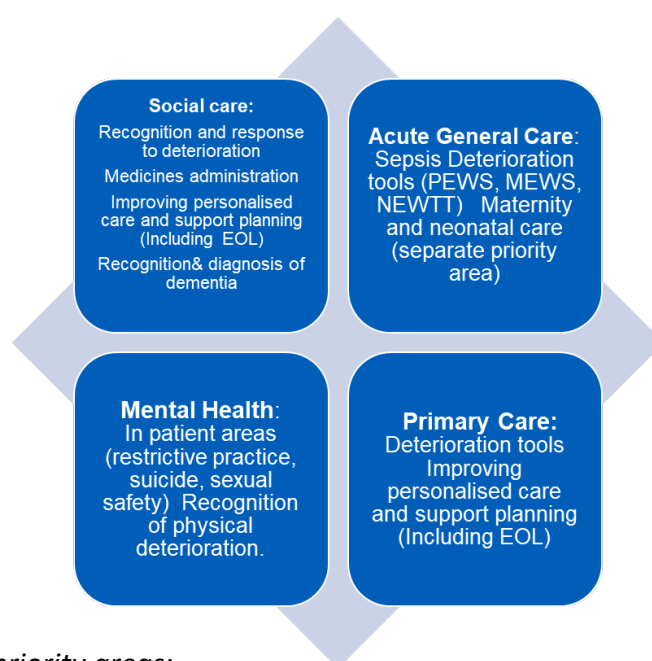 Social care:
Recognition and response
to deterioration
Medicines administration
Improving personalised
care and support planning
(Including EOL)
Recognition& diagnosis of
dementia
Acute General Care:
Sepsis Deterioration
tools (PEWS, MEWS,
NEWTT) Maternity
and neonatal care
(separate priority
area)
Mental Health:
In patient areas
(restrictive practice,
suicide, sexual
safety) Recognition
of physical
deterioration.
Primary Care:
Deterioration tools
Improving
personalised care
and support planning
(Including EOL)
priority areas: